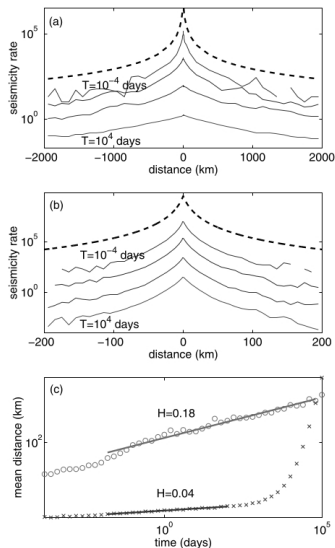 (a)
10^5
10^0
seismicity rate
T=10^-4 days
T=10^4 days
−2000 −1000 0 1000 2000
distance (km)
(b)
10^5
10^0
seismicity rate
T=10^-4 days
T=10^4 days
−200 −100 0 100 200
distance (km)
(c)
10^2
mean distance (km)
H=0.18
H=0.04
10^0 10^5
time (days)